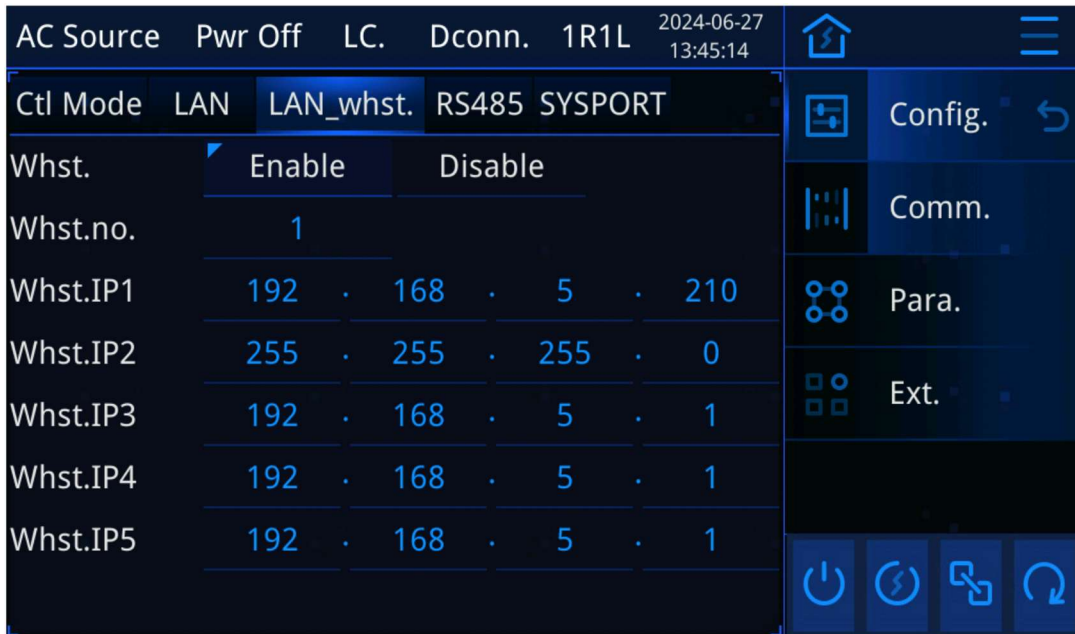 AC Source Pwr Off LC. Dconn. 1R1L 2024-06-27 13:45:14
Ctl Mode LAN LAN_whst. RS485 SYSPORT
Whst. Enable Disable
Whst.no. 1
Whst.IP1 192 . 168 . 5 . 210
Whst.IP2 255 . 255 . 255 . 0
Whst.IP3 192 . 168 . 5 . 1
Whst.IP4 192 . 168 . 5 . 1
Whst.IP5 192 . 168 . 5 . 1
Config.
Comm.
Para.
Ext.